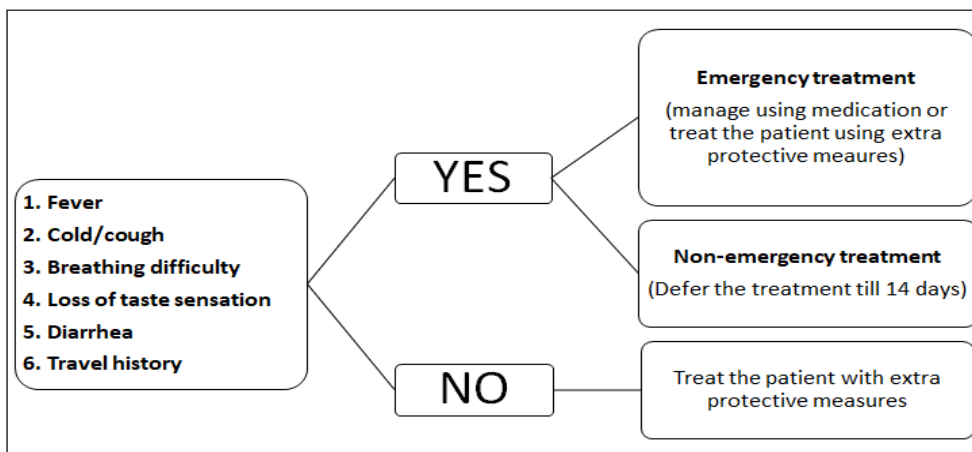 1. Fever
2. Cold/cough
3. Breathing difficulty
4. Loss of taste sensation
5. Diarrhea
6. Travel history
YES
NO
Emergency treatment
(manage using medication or
treat the patient using extra
protective meaures)
Non-emergency treatment
(Defer the treatment till 14 days)
Treat the patient with extra
protective measures